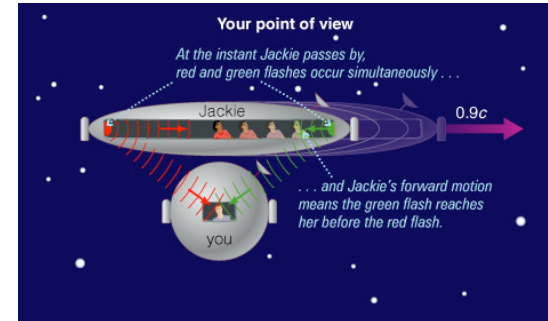 Your point of view
At the instant Jackie passes by,
red and green flashes occur simultaneously . . .
Jackie
0.9c
. . . and Jackie's forward motion
means the green flash reaches
her before the red flash.
you